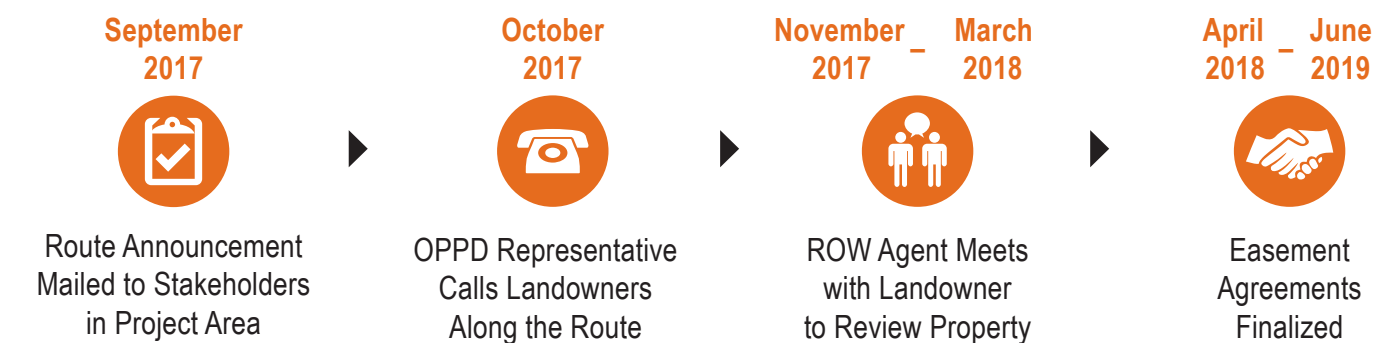 September
2017
Route Announcement
Mailed to Stakeholders
in Project Area
October
2017
OPPD Representative
Calls Landowners
Along the Route
November – March
2017 2018
ROW Agent Meets
with Landowner
to Review Property
April – June
2018 2019
Easement
Agreements
Finalized